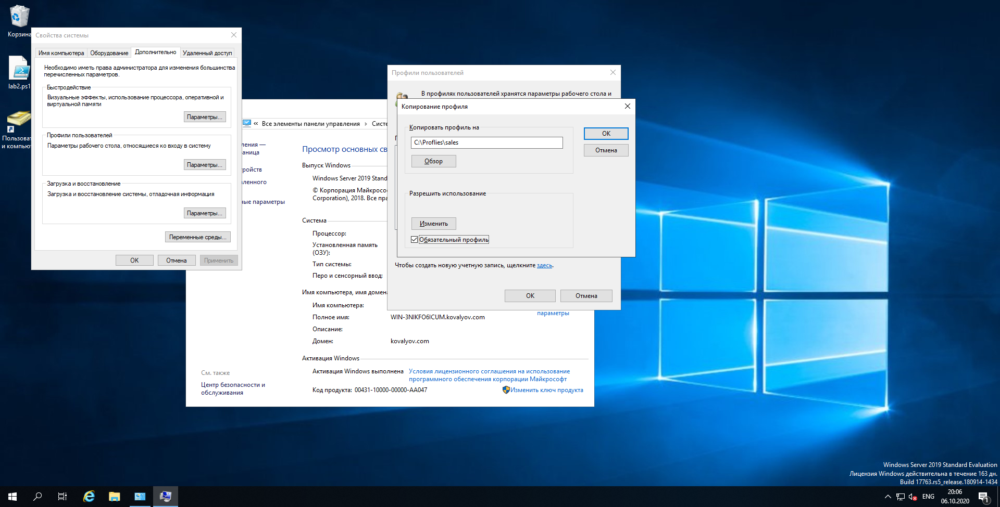 Корзина
lab2.ps1
Пользоват
и компьют
Свойства системы
Имя компьютера
Оборудование
Дополнительно
Удаленный доступ
Необходимо иметь права администратора для изменения большинства
перечисленных параметров.
Быстродействие
Визуальные эффекты, использование процессора, оперативной и
виртуальной памяти
Параметры...
Профили пользователей
Параметры рабочего стола, относящиеся ко входу в систему
Параметры...
Загрузка и восстановление
Загрузка и восстановление системы, отладочная информация
Параметры...
Переменные среды...
OK
Отмена
Применить
« Все элементы панели управления › Систе
ления —
аница
ройств
ленного
ные параметры
См. также
Центр безопасности и
обслуживания
Просмотр основных св
Выпуск Windows
Windows Server 2019 Stand
© Корпорация Майкросо
Corporation), 2018. Все пра
Система
Процессор:
Установленная память
(ОЗУ):
Тип системы:
Перо и сенсорный ввод:
Имя компьютера, имя домена
Имя компьютера:
Полное имя: WIN-3NIKFO6ICUM.kovalyov.com
Описание:
Домен: kovalyov.com
параметры
Активация Windows
Активация Windows выполнена Условия лицензионного соглашения на использование
программного обеспечения корпорации Майкрософт
Код продукта: 00431-10000-00000-AA047
Изменить ключ продукта
Профили пользователей
В профилях пользователей хранятся параметры рабочего стола и
Чтобы создать новую учетную запись, щелкните здесь.
OK
Отмена
Копирование профиля
Копировать профиль на
C:\Proflies\sales
Обзор
OK
Отмена
Разрешить использование
Изменить
Обязательный профиль
Windows Server 2019 Standard Evaluation
Лицензия Windows действительна в течение 163 дн.
Build 17763.rs5_release.180914-1434
ENG
20:06
06.10.2020
1